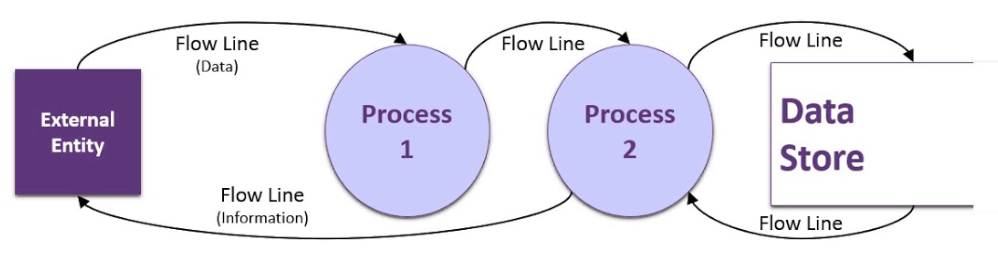 Flow Line
(Data)
Flow Line
Flow Line
External
Entity
Process
1
Process
2
Data
Store
Flow Line
(Information)
Flow Line